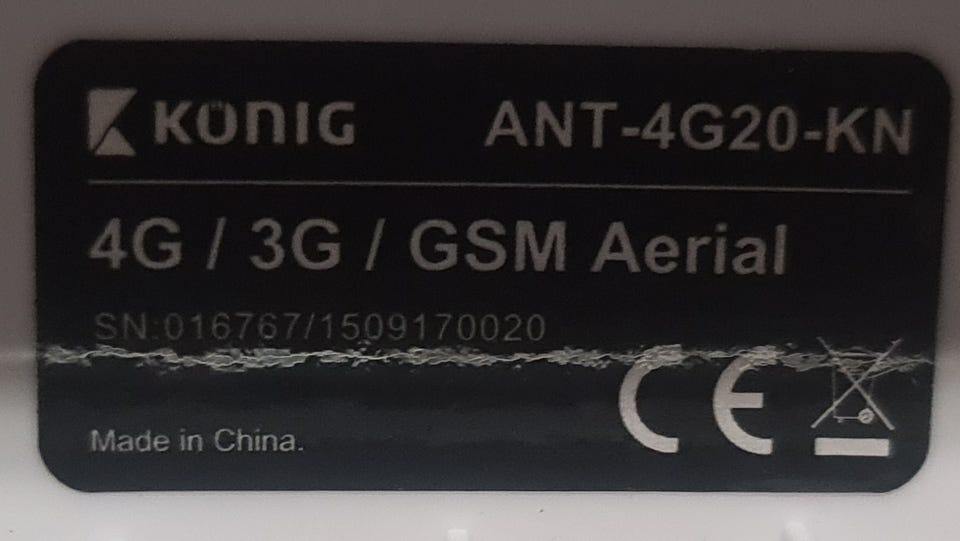 KÖNIG ANT-4G20-KN
4G / 3G / GSM Aerial
SN:016767/1509170020
CE
Made in China.